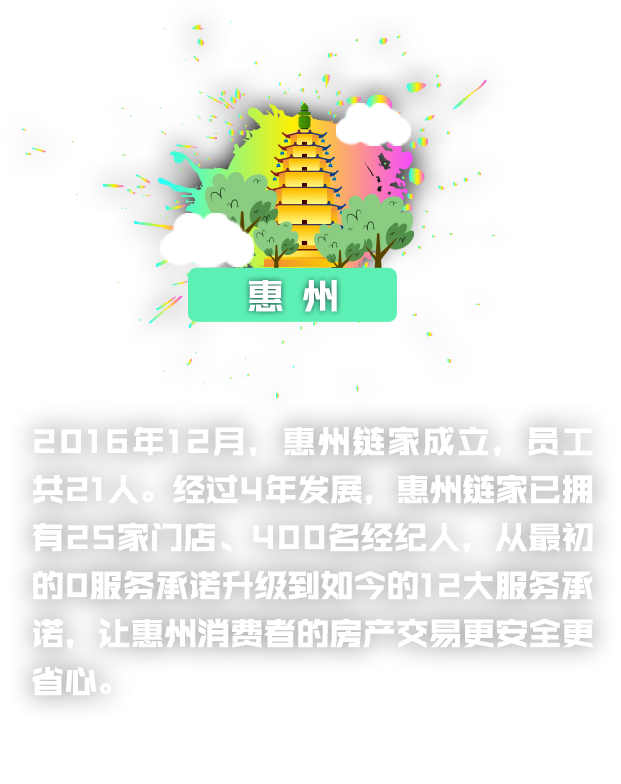 惠 州
2016年12月，惠州链家成立，员工
共21人。经过4年发展，惠州链家已拥
有25家门店、400名经纪人，从最初
的0服务承诺升级到如今的12大服务承
诺，让惠州消费者的房产交易更安全更
省心。